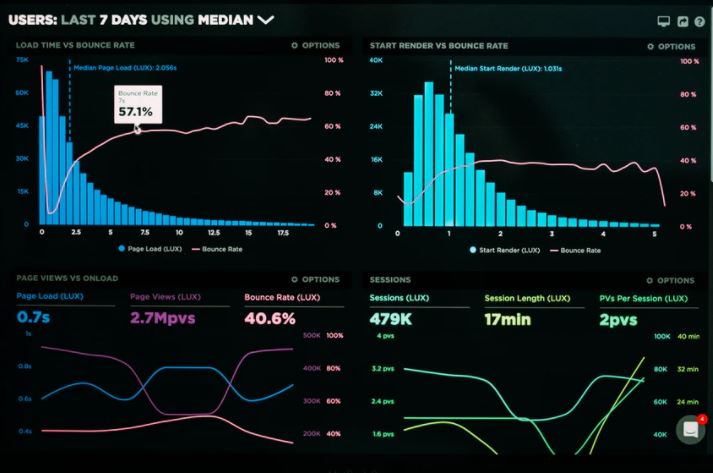 USERS: LAST 7 DAYS USING MEDIAN
LOAD TIME VS BOUNCE RATE
OPTIONS
75K
60K
45K
30K
15K
0
100 %
80 %
60 %
40 %
20 %
0 %
Median Page Load (LUX): 2.056s
Bounce Rate
7s
57.1%
0
2.5
5
7.5
10
12.5
15
17.5
Page Load (LUX)
Bounce Rate
START RENDER VS BOUNCE RATE
OPTIONS
40K
32K
24K
16K
8K
0
100 %
80 %
60 %
40 %
20 %
0 %
Median Start Render (LUX): 1.031s
0
1
2
3
4
5
Start Render (LUX)
Bounce Rate
PAGE VIEWS VS ONLOAD
OPTIONS
Page Load (LUX)
0.7s
Page Views (LUX)
2.7Mpvs
Bounce Rate (LUX)
40.6%
1s
0.8s
0.6s
0.4s
500K 100%
400K 80%
300K 60%
200K 40%
SESSIONS
OPTIONS
Sessions (LUX)
479K
Session Length (LUX)
17min
PVs Per Session (LUX)
2pvs
4 pvs
3.2 pvs
2.4 pvs
1.6 pvs
100K 40 min
80K 32 min
60K 24 min
40K
4